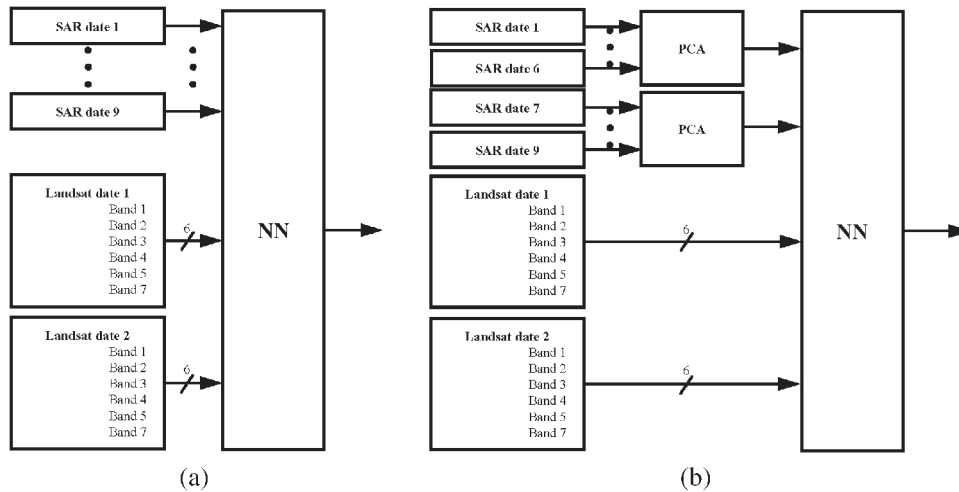 SAR date 1
SAR date 9
Landsat date 1
Band 1
Band 2
Band 3
Band 4
Band 5
Band 7
6
Landsat date 2
Band 1
Band 2
Band 3
Band 4
Band 5
Band 7
6
NN
(a)
SAR date 1
SAR date 6
PCA
SAR date 7
SAR date 9
PCA
Landsat date 1
Band 1
Band 2
Band 3
Band 4
Band 5
Band 7
6
Landsat date 2
Band 1
Band 2
Band 3
Band 4
Band 5
Band 7
6
NN
(b)